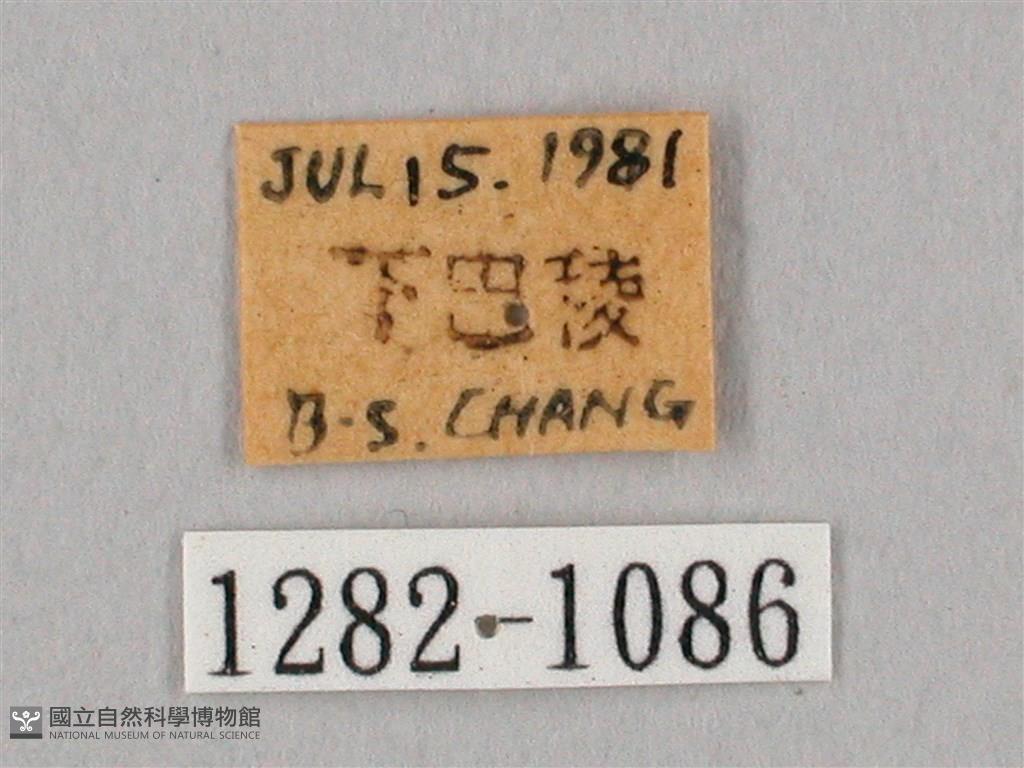 JUL 15. 1981
下巴陵
B.S. CHANG
1282-1086
國立自然科學博物館
NATIONAL MUSEUM OF NATURAL SCIENCE